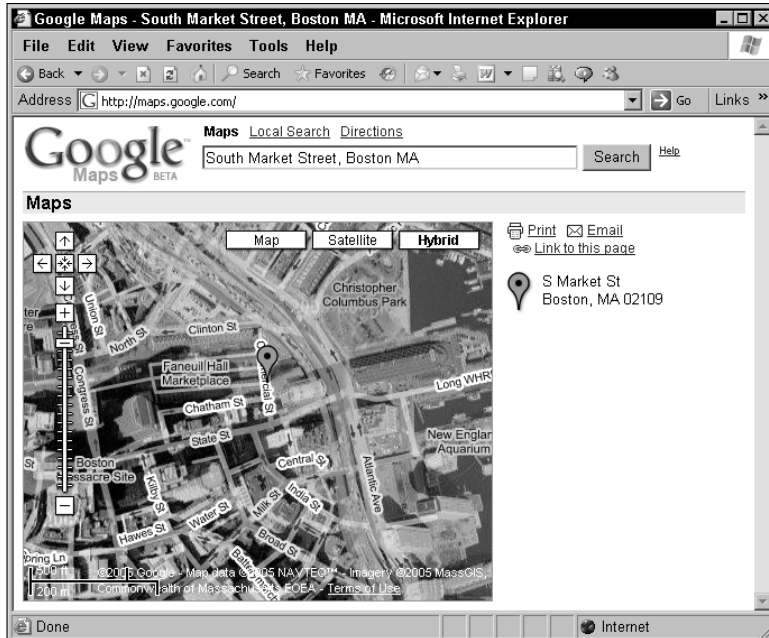 Google Maps - South Market Street, Boston MA - Microsoft Internet Explorer
File Edit View Favorites Tools Help
Back Search Favorites
Address http://maps.google.com/ Go Links »
Google™
Maps BETA
Maps Local Search Directions
South Market Street, Boston MA Search Help
Maps
Map Satellite Hybrid
Print Email
Link to this page
S Market St
Boston, MA 02109
Christopher
Columbus Park
Union St
North St
Clinton St
Faneuil Hall
Marketplace
Commercial St
Congress St
Chatham St
Long WHRF
State St
New Englan
Aquarium
Central St
Atlantic Ave
St
Boston
assacre Site
Kilby St
India St
Milk St
Water St
Hawes St
Broad St
pring Ln
500 ft
200 m
©2005 Google - Map data ©2005 NAVTEQ™ - Imagery ©2005 MassGIS,
Commonwealth of Massachusetts EOEA - Terms of Use
Done Internet